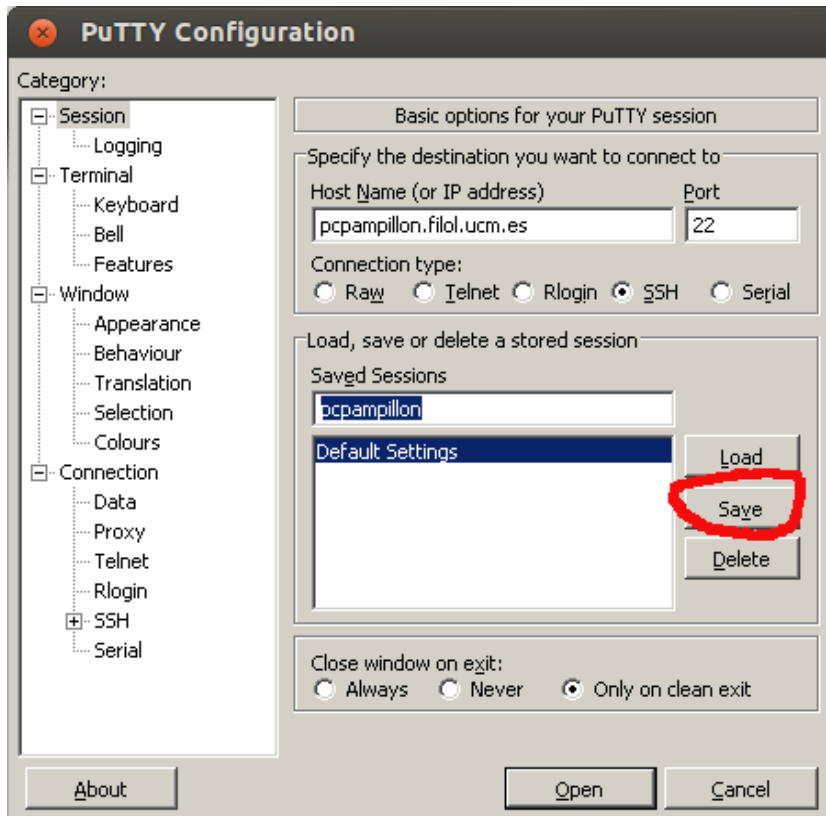 PuTTY Configuration
Category:
Session
Logging
Terminal
Keyboard
Bell
Features
Window
Appearance
Behaviour
Translation
Selection
Colours
Connection
Data
Proxy
Telnet
Rlogin
SSH
Serial
Basic options for your PuTTY session
Specify the destination you want to connect to
Host Name (or IP address) Port
pcpampillon.filol.ucm.es 22
Connection type:
Raw Telnet Rlogin SSH Serial
Load, save or delete a stored session
Saved Sessions
pcpampillon
Default Settings
Load
Save
Delete
Close window on exit:
Always Never Only on clean exit
About Open Cancel